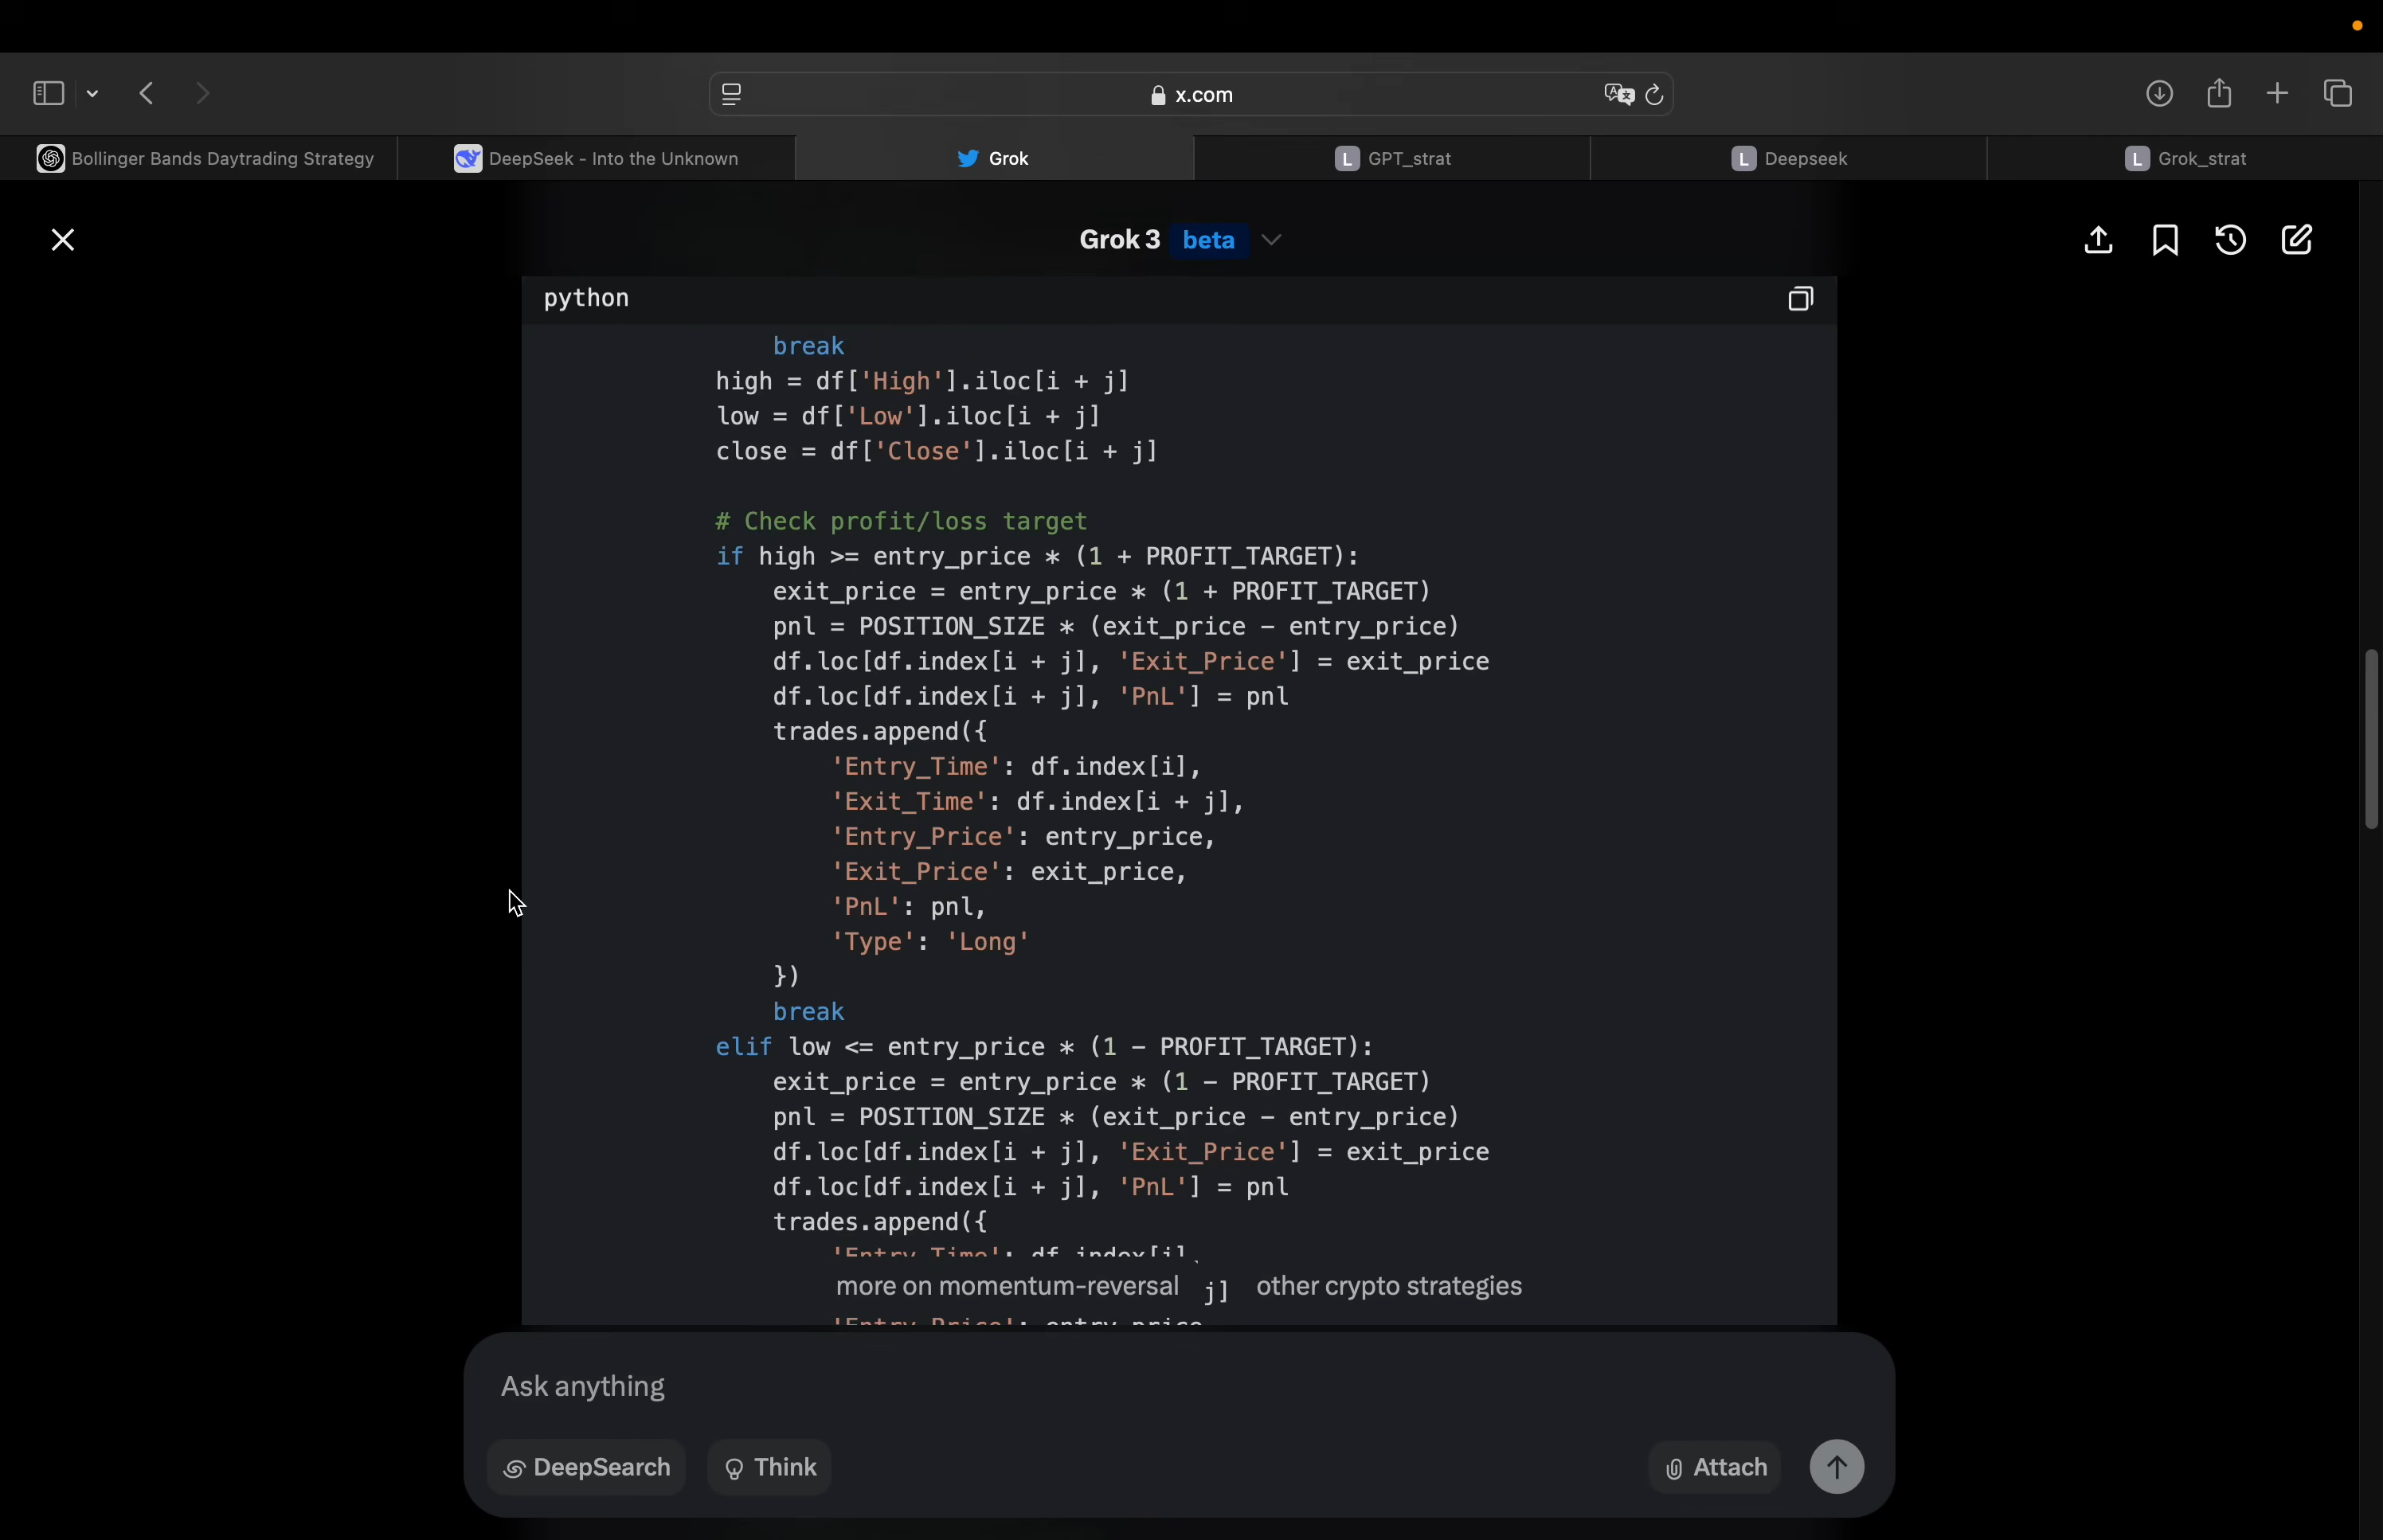 x.com
Bollinger Bands Daytrading Strategy
DeepSeek - Into the Unknown
Grok
L GPT_strat
L Deepseek
L Grok_strat
Grok 3 beta
python
break
high = df['High'].iloc[i + j]
low = df['Low'].iloc[i + j]
close = df['Close'].iloc[i + j]
# Check profit/loss target
if high >= entry_price * (1 + PROFIT_TARGET):
exit_price = entry_price * (1 + PROFIT_TARGET)
pnl = POSITION_SIZE * (exit_price - entry_price)
df.loc[df.index[i + j], 'Exit_Price'] = exit_price
df.loc[df.index[i + j], 'PnL'] = pnl
trades.append({
'Entry_Time': df.index[i],
'Exit_Time': df.index[i + j],
'Entry_Price': entry_price,
'Exit_Price': exit_price,
'PnL': pnl,
'Type': 'Long'
})
break
elif low <= entry_price * (1 - PROFIT_TARGET):
exit_price = entry_price * (1 - PROFIT_TARGET)
pnl = POSITION_SIZE * (exit_price - entry_price)
df.loc[df.index[i + j], 'Exit_Price'] = exit_price
df.loc[df.index[i + j], 'PnL'] = pnl
trades.append({
'Entry_Time': df.index[i],
more on momentum-reversal j] other crypto strategies
'Entry_Price': entry_price
Ask anything
DeepSearch
Think
Attach